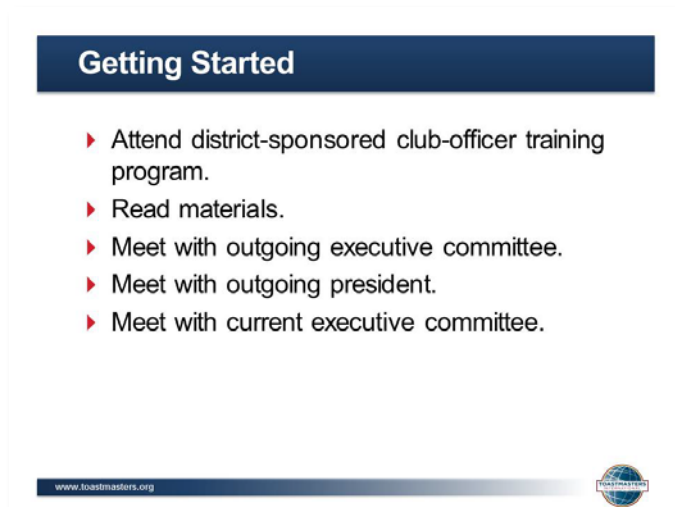 Getting Started
Attend district-sponsored club-officer training
program.
Read materials.
Meet with outgoing executive committee.
Meet with outgoing president.
Meet with current executive committee.
www.toastmasters.org
TOASTMASTERS
INTERNATIONAL